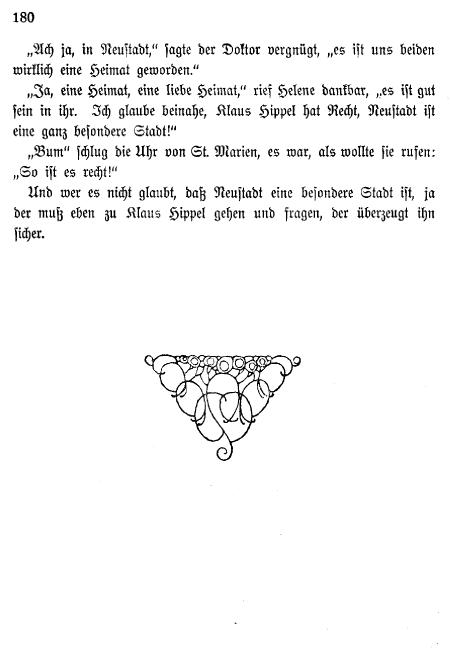 180
„Ach ja, in Neustadt,“ sagte der Doktor vergnügt, „es ist uns beiden
wirklich eine Heimat geworden.“
„Ja, eine Heimat, eine liebe Heimat,“ rief Helene dankbar, „es ist gut
sein in ihr. Ich glaube beinahe, Klaus Hippel hat Recht, Neustadt ist
eine ganz besondere Stadt!“
„Bum“ schlug die Uhr von St. Marien, es war, als wollte sie rufen:
„So ist es recht!“
Und wer es nicht glaubt, daß Neustadt eine besondere Stadt ist, ja
der muß eben zu Klaus Hippel gehen und fragen, der überzeugt ihn
sicher.